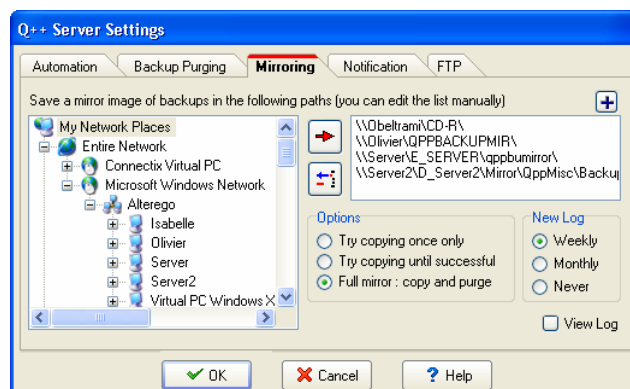 Q++ Server Settings
Automation Backup Purging Mirroring Notification FTP
Save a mirror image of backups in the following paths (you can edit the list manually)
My Network Places
Entire Network
Connectix Virtual PC
Microsoft Windows Network
Alterego
Isabelle
Olivier
Server
Server2
Virtual PC Windows X
\\Obeltrami\CD-R\
\\Olivier\QPPBACKUPMIR\
\\Server\E_SERVER\qppbumirror\
\\Server2\D_Server2\Mirror\QppMisc\Backu
Options
Try copying once only
Try copying until successful
Full mirror : copy and purge
New Log
Weekly
Monthly
Never
View Log
OK Cancel ? Help